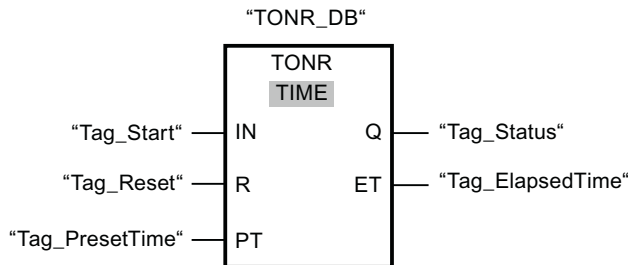 “TONR_DB“
TONR
TIME
“Tag_Start“ IN Q “Tag_Status“
“Tag_Reset“ R ET “Tag_ElapsedTime“
“Tag_PresetTime“ PT